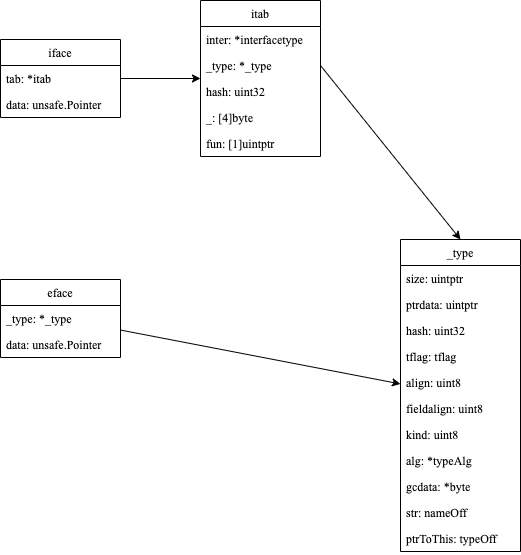 itab
inter: *interfacetype
_type: *_type
hash: uint32
_: [4]byte
fun: [1]uintptr
iface
tab: *itab
data: unsafe.Pointer
_type
size: uintptr
ptrdata: uintptr
hash: uint32
tflag: tflag
align: uint8
fieldalign: uint8
kind: uint8
alg: *typeAlg
gcdata: *byte
str: nameOff
ptrToThis: typeOff
eface
_type: *_type
data: unsafe.Pointer